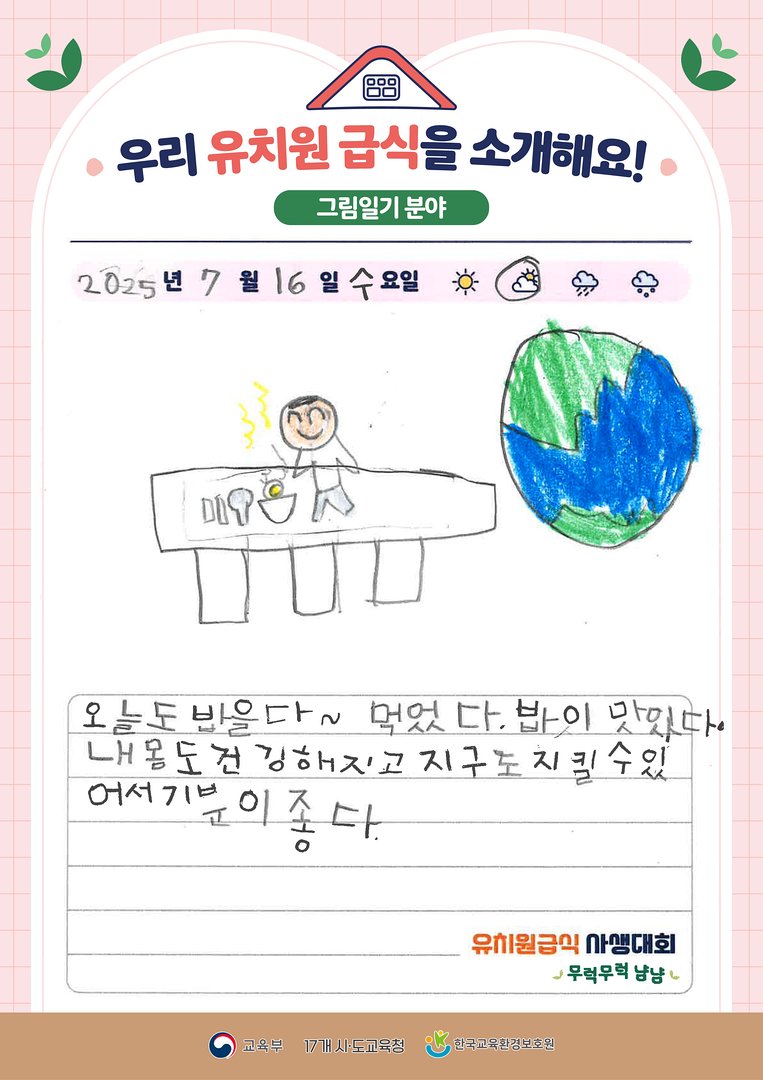 우리 유치원 급식을 소개해요!
그림일기 분야
2025년 7월 16일 수요일
오늘도 밥을 다~ 먹었다. 밥이 맛있다.
내 몸도 건강해지고 지구도 지킬 수 있
어서 기분이 좋다.
유치원급식 사생대회
무럭무럭 냠냠
교육부 17개 시·도교육청 한국교육환경보호원